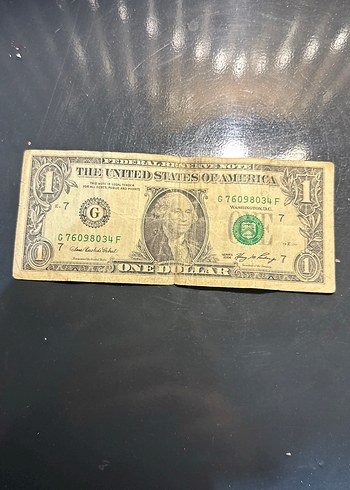 FEDERAL RESERVE NOTE
THE UNITED STATES OF AMERICA
1
1
THIS NOTE IS LEGAL TENDER
FOR ALL DEBTS, PUBLIC AND PRIVATE
G 76098034 F
WASHINGTON, D.C.
7
7
G
G 76098034 F
7
7
1
ONE DOLLAR
1